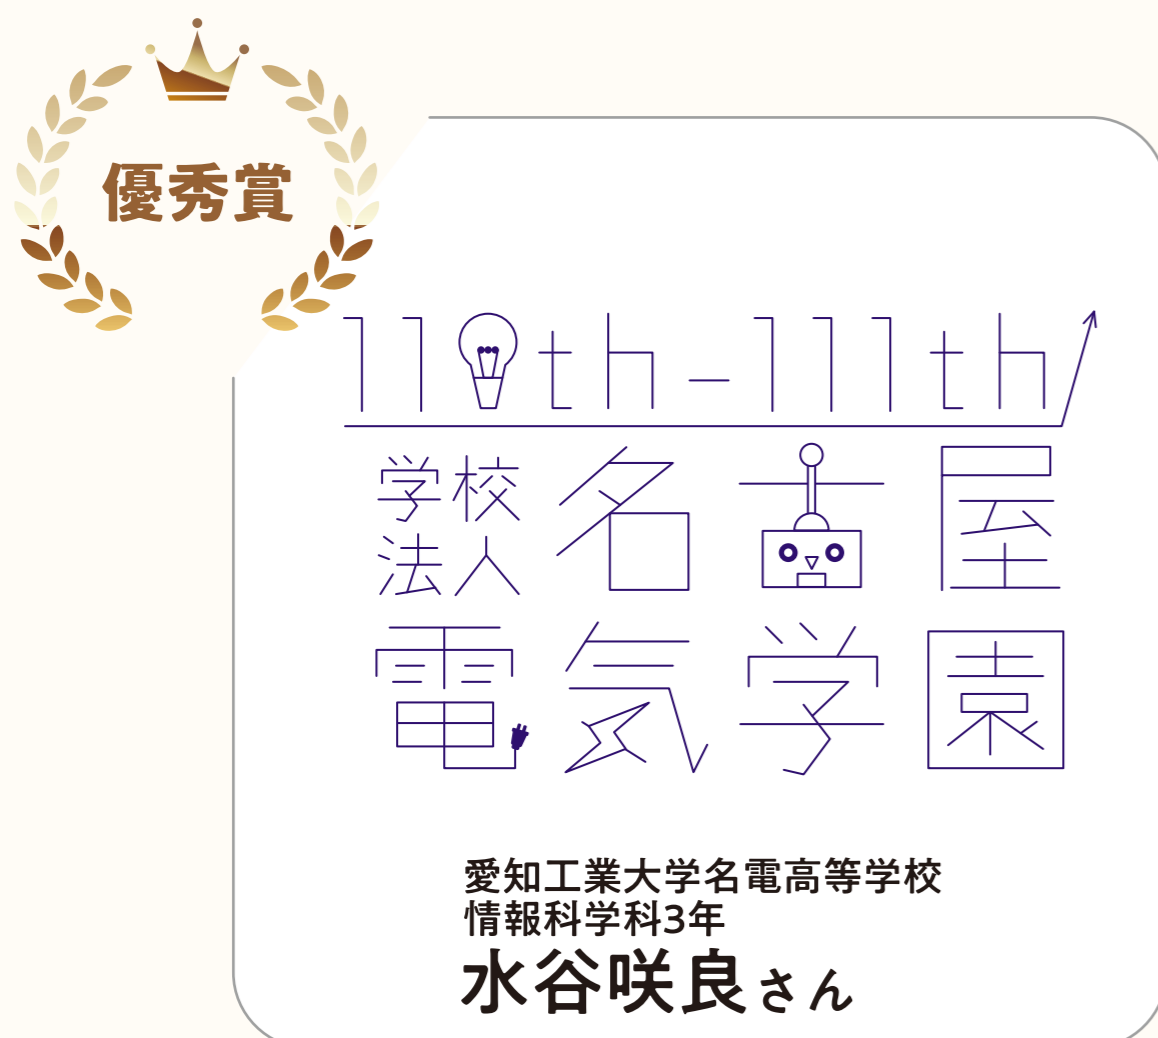 優秀賞
110th-111th
学校法人 名古屋
電気学園
愛知工業大学名電高等学校
情報科学科3年
水谷咲良さん